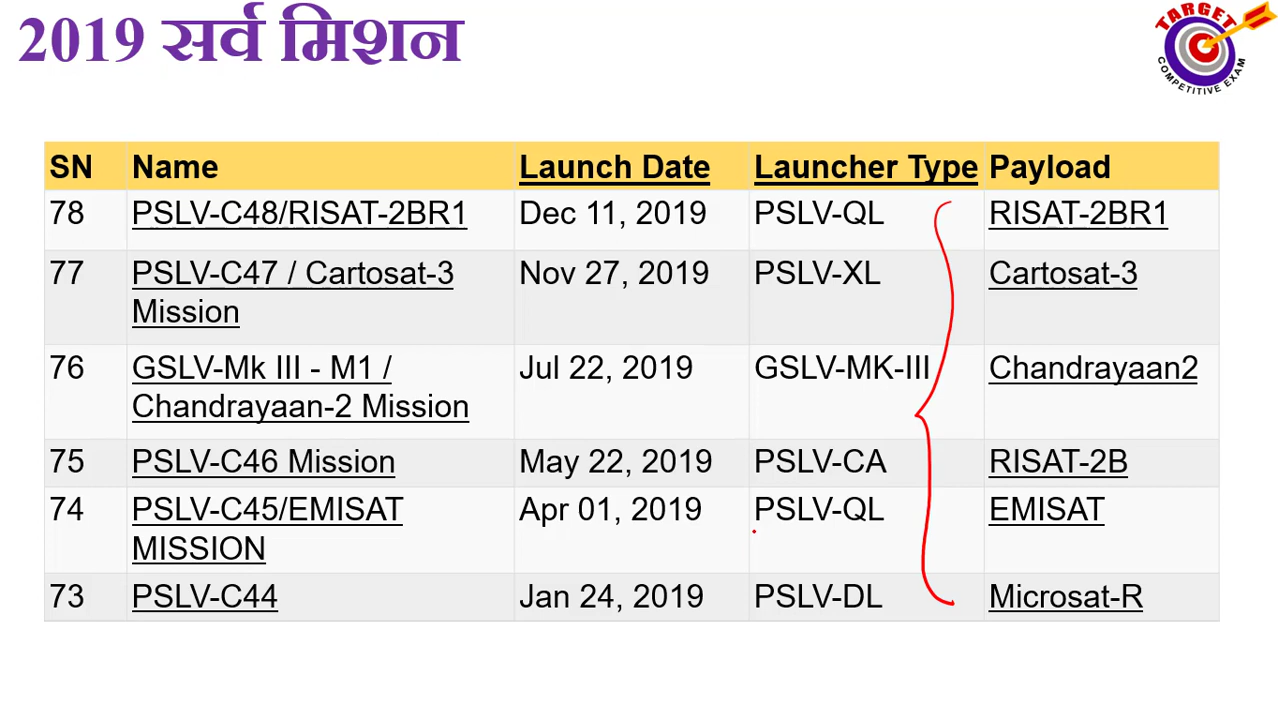 2019 सर्व मिशन
TARGET
COMPETITIVE EXAM
SN Name Launch Date Launcher Type Payload
78 PSLV-C48/RISAT-2BR1 Dec 11, 2019 PSLV-QL RISAT-2BR1
77 PSLV-C47 / Cartosat-3 Nov 27, 2019 PSLV-XL Cartosat-3
Mission
76 GSLV-Mk III - M1 / Jul 22, 2019 GSLV-MK-III Chandrayaan2
Chandrayaan-2 Mission
75 PSLV-C46 Mission May 22, 2019 PSLV-CA RISAT-2B
74 PSLV-C45/EMISAT Apr 01, 2019 PSLV-QL EMISAT
MISSION
73 PSLV-C44 Jan 24, 2019 PSLV-DL Microsat-R